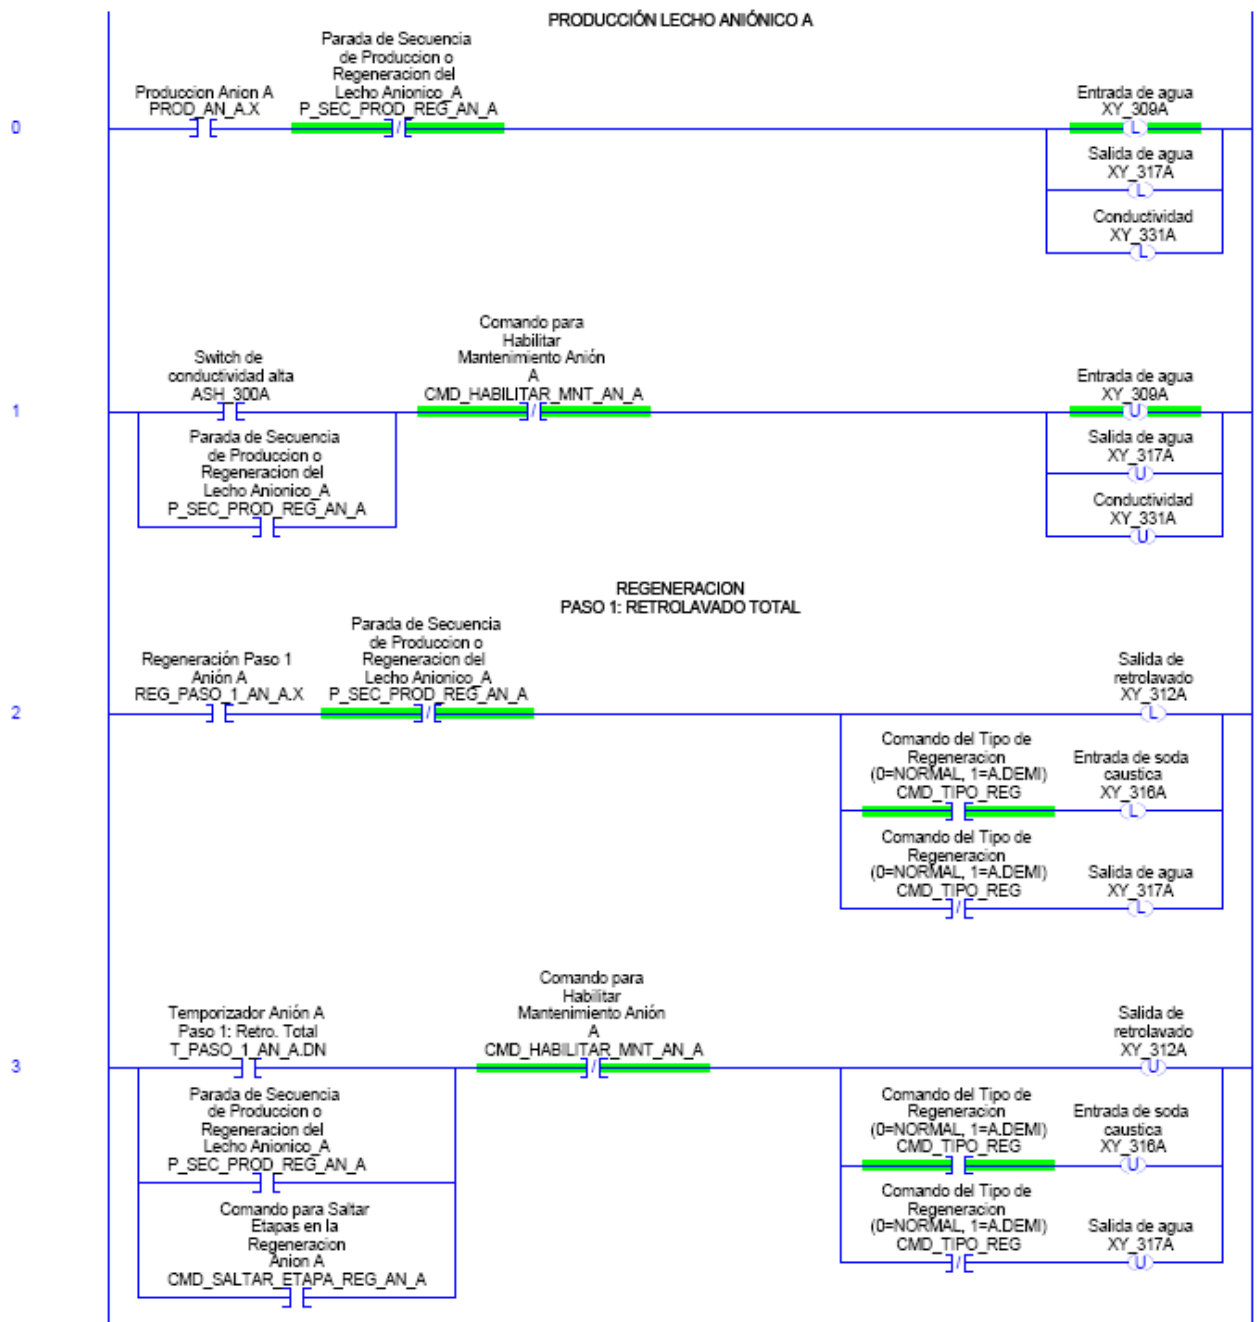 PRODUCCIÓN LECHO ANIÓNICO A
Parada de Secuencia
de Produccion o
Regeneracion del
Lecho Anionico_A
P_SEC_PROD_REG_AN_A
Produccion Anion A
PROD_AN_A.X
Entrada de agua
XY_309A
0
L
Salida de agua
XY_317A
L
Conductividad
XY_331A
L
Comando para
Habilitar
Mantenimiento Anión
A
CMD_HABILITAR_MNT_AN_A
Switch de
conductividad alta
ASH_300A
Entrada de agua
XY_309A
1
U
Parada de Secuencia
de Produccion o
Regeneracion del
Lecho Anionico_A
P_SEC_PROD_REG_AN_A
Salida de agua
XY_317A
U
Conductividad
XY_331A
U
REGENERACION
PASO 1: RETROLAVADO TOTAL
Parada de Secuencia
de Produccion o
Regeneracion del
Lecho Anionico_A
P_SEC_PROD_REG_AN_A
Regeneración Paso 1
Anión A
REG_PASO_1_AN_A.X
Salida de
retrolavado
XY_312A
2
L
Comando del Tipo de
Regeneracion
(0=NORMAL, 1=A.DEMI)
CMD_TIPO_REG
Entrada de soda
caustica
XY_316A
L
Comando del Tipo de
Regeneracion
(0=NORMAL, 1=A.DEMI)
CMD_TIPO_REG
Salida de agua
XY_317A
L
Comando para
Habilitar
Mantenimiento Anión
A
CMD_HABILITAR_MNT_AN_A
Temporizador Anión A
Paso 1: Retro. Total
T_PASO_1_AN_A.DN
Salida de
retrolavado
XY_312A
3
U
Parada de Secuencia
de Produccion o
Regeneracion del
Lecho Anionico_A
P_SEC_PROD_REG_AN_A
Comando del Tipo de
Regeneracion
(0=NORMAL, 1=A.DEMI)
CMD_TIPO_REG
Entrada de soda
caustica
XY_316A
U
Comando para Saltar
Etapas en la
Regeneracion
Anion A
CMD_SALTAR_ETAPA_REG_AN_A
Comando del Tipo de
Regeneracion
(0=NORMAL, 1=A.DEMI)
CMD_TIPO_REG
Salida de agua
XY_317A
U